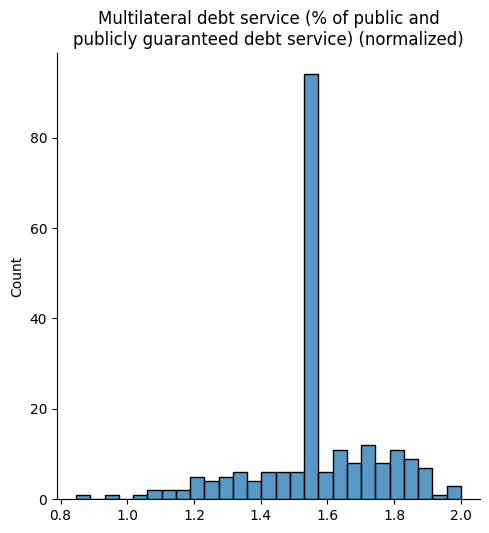 Multilateral debt service (% of public and
publicly guaranteed debt service) (normalized)
Count
80
60
40
20
0
0.8 1.0 1.2 1.4 1.6 1.8 2.0